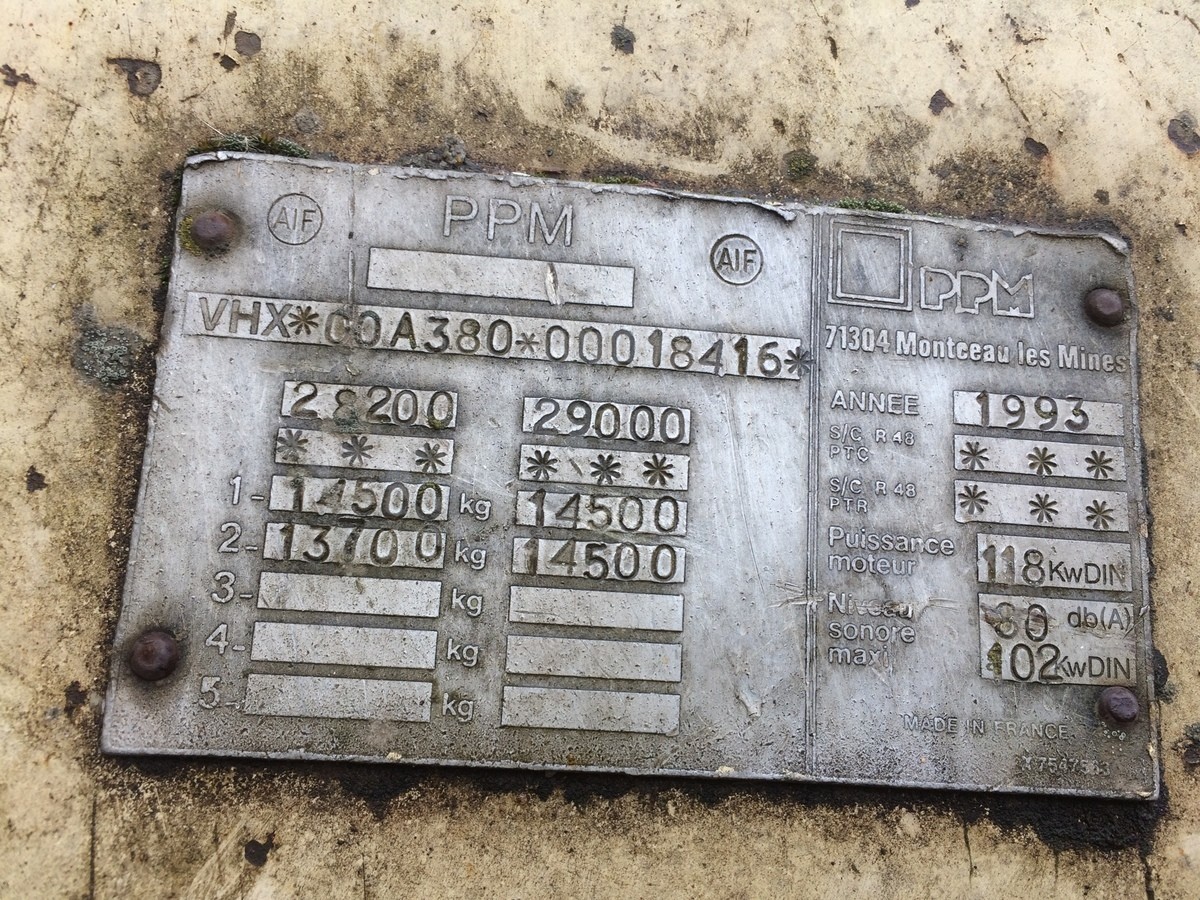 AIF PPM AIF
VHX*C0A380*00018416*
28200 29000
* * * * * *
1- 14500 kg 14500
2- 13700 kg 14500
3- kg
4- kg
5- kg
PPM
71304 Montceau les Mines
ANNEE 1993
S/C R 48
PTC * * *
S/C R 48
PTR * * *
Puissance
moteur 118 KwDIN
Niveau
sonore
maxi
80 db(A)
102 KwDIN
MADE IN FRANCE